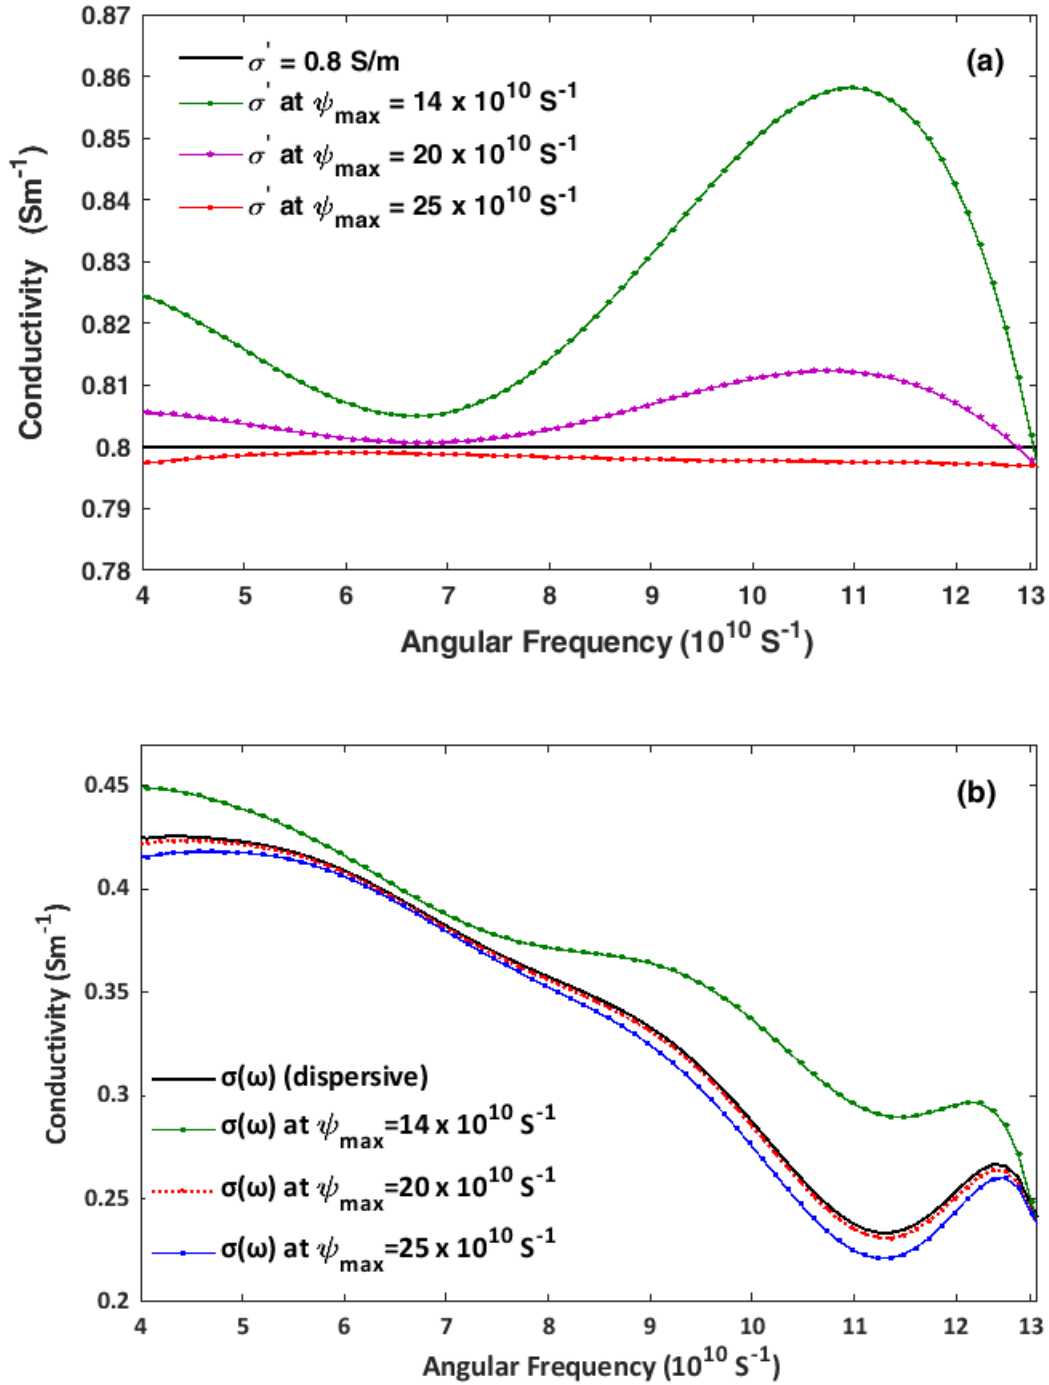 0.87
0.86
0.85
0.84
0.83
0.82
0.81
0.8
0.79
0.78
Conductivity (Sm⁻¹)
(a)
σ' = 0.8 S/m
σ' at ψmax = 14 x 10¹⁰ S⁻¹
σ' at ψmax = 20 x 10¹⁰ S⁻¹
σ' at ψmax = 25 x 10¹⁰ S⁻¹
4 5 6 7 8 9 10 11 12 13
Angular Frequency (10¹⁰ S⁻¹)
0.45
0.4
0.35
0.3
0.25
0.2
Conductivity (Sm⁻¹)
(b)
σ(ω) (dispersive)
σ(ω) at ψmax=14 x 10¹⁰ S⁻¹
σ(ω) at ψmax=20 x 10¹⁰ S⁻¹
σ(ω) at ψmax=25 x 10¹⁰ S⁻¹
4 5 6 7 8 9 10 11 12 13
Angular Frequency (10¹⁰ S⁻¹)